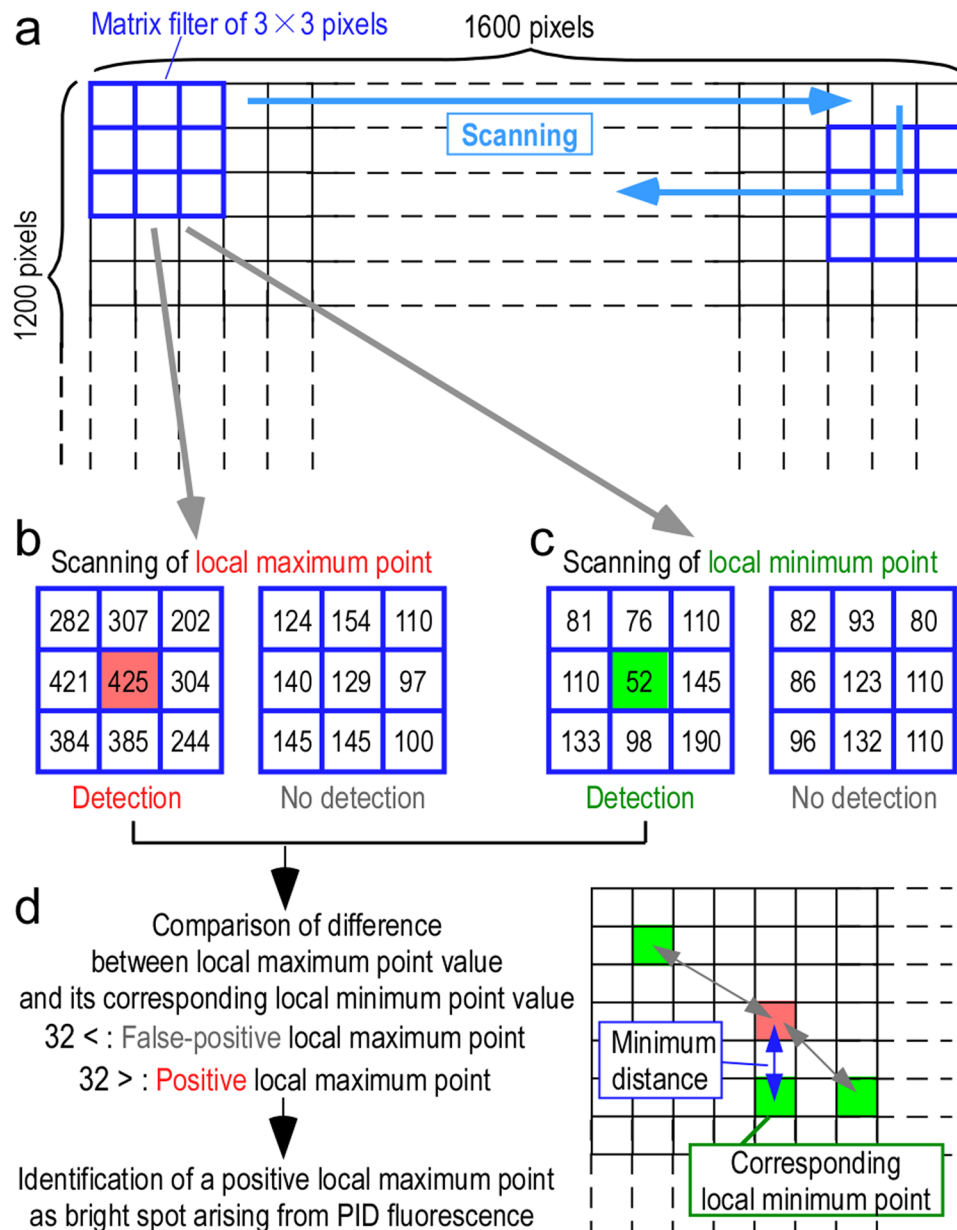 a
Matrix filter of 3 × 3 pixels
1600 pixels
Scanning
1200 pixels
b
Scanning of local maximum point
282 307 202
421 425 304
384 385 244
Detection
124 154 110
140 129 97
145 145 100
No detection
c
Scanning of local minimum point
81 76 110
110 52 145
133 98 190
Detection
82 93 80
86 123 110
96 132 110
No detection
d
Comparison of difference
between local maximum point value
and its corresponding local minimum point value
32 < : False-positive local maximum point
32 > : Positive local maximum point
Identification of a positive local maximum point
as bright spot arising from PID fluorescence
Minimum
distance
Corresponding
local minimum point